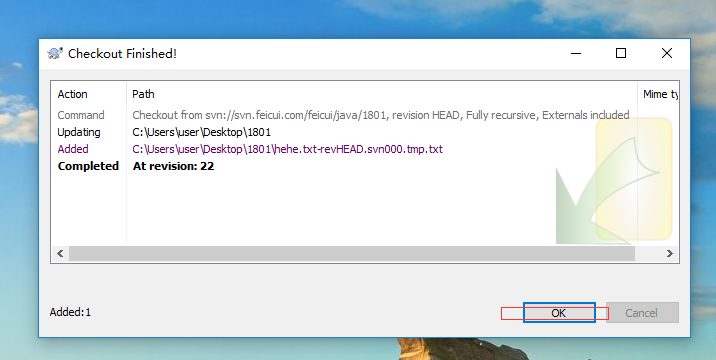 Checkout Finished!
Action Path Mime ty
Command Checkout from svn://svn.feicui.com/feicui/java/1801, revision HEAD, Fully recursive, Externals included
Updating C:\Users\user\Desktop\1801
Added C:\Users\user\Desktop\1801\hehe.txt-revHEAD.svn000.tmp.txt
Completed At revision: 22
Added:1
OK Cancel